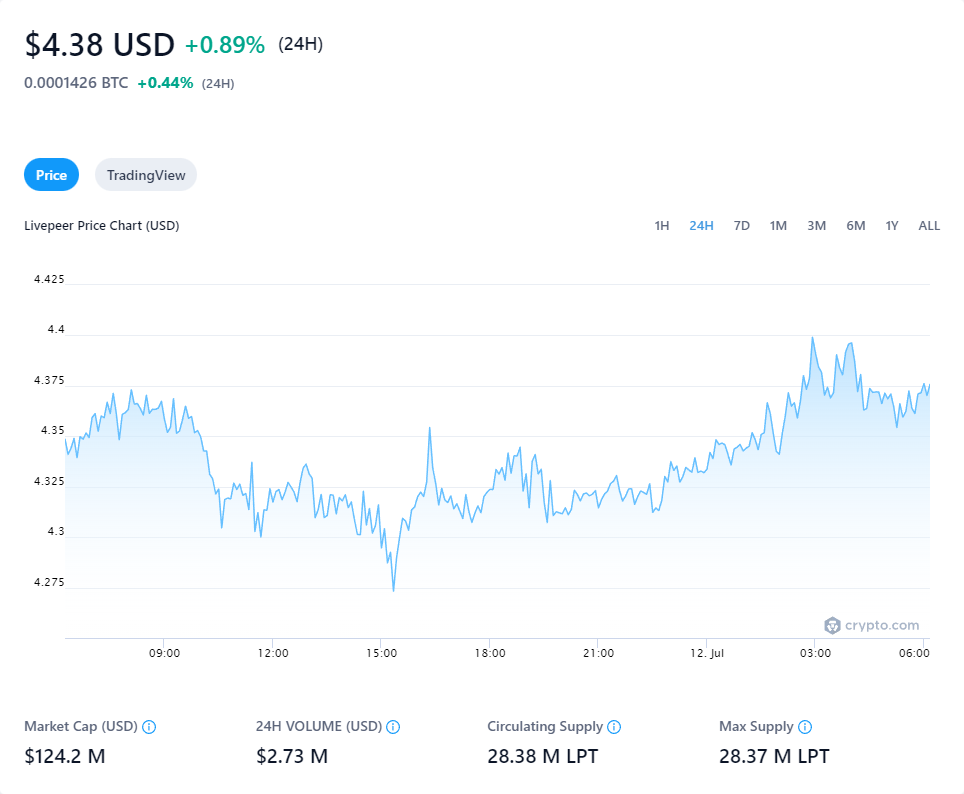 $4.38 USD +0.89% (24H)
0.0001426 BTC +0.44% (24H)
Price TradingView
Livepeer Price Chart (USD) 1H 24H 7D 1M 3M 6M 1Y ALL
4.425
4.4
4.375
4.35
4.325
4.3
4.275
crypto.com
09:00 12:00 15:00 18:00 21:00 12. Jul 03:00 06:00
Market Cap (USD) 24H VOLUME (USD) Circulating Supply Max Supply
$124.2 M $2.73 M 28.38 M LPT 28.37 M LPT